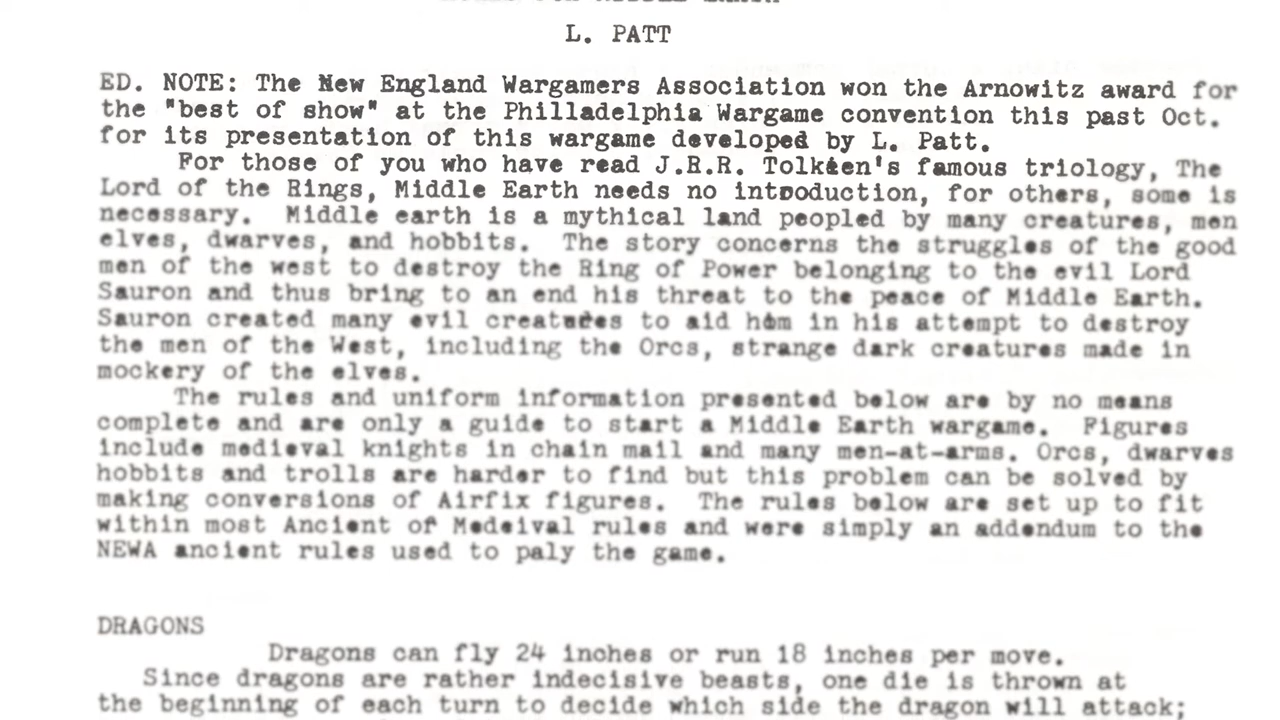 L. PATT
ED. NOTE: The New England Wargamers Association won the Arnowitz award for
the "best of show" at the Philladelphia Wargame convention this past Oct.
for its presentation of this wargame developed by L. Patt.
For those of you who have read J.R.R. Tolkien's famous triology, The
Lord of the Rings, Middle Earth needs no introduction, for others, some is
necessary. Middle earth is a mythical land peopled by many creatures, men
elves, dwarves, and hobbits. The story concerns the struggles of the good
men of the west to destroy the Ring of Power belonging to the evil Lord
Sauron and thus bring to an end his threat to the peace of Middle Earth.
Sauron created many evil creatures to aid him in his attempt to destroy
the men of the West, including the Orcs, strange dark creatures made in
mockery of the elves.
The rules and uniform information presented below are by no means
complete and are only a guide to start a Middle Earth wargame. Figures
include medieval knights in chain mail and many men-at-arms. Orcs, dwarves
hobbits and trolls are harder to find but this problem can be solved by
making conversions of Airfix figures. The rules below are set up to fit
within most Ancient of Medeival rules and were simply an addendum to the
NEWA ancient rules used to paly the game.
DRAGONS
Dragons can fly 24 inches or run 18 inches per move.
Since dragons are rather indecisive beasts, one die is thrown at
the beginning of each turn to decide which side the dragon will attack;